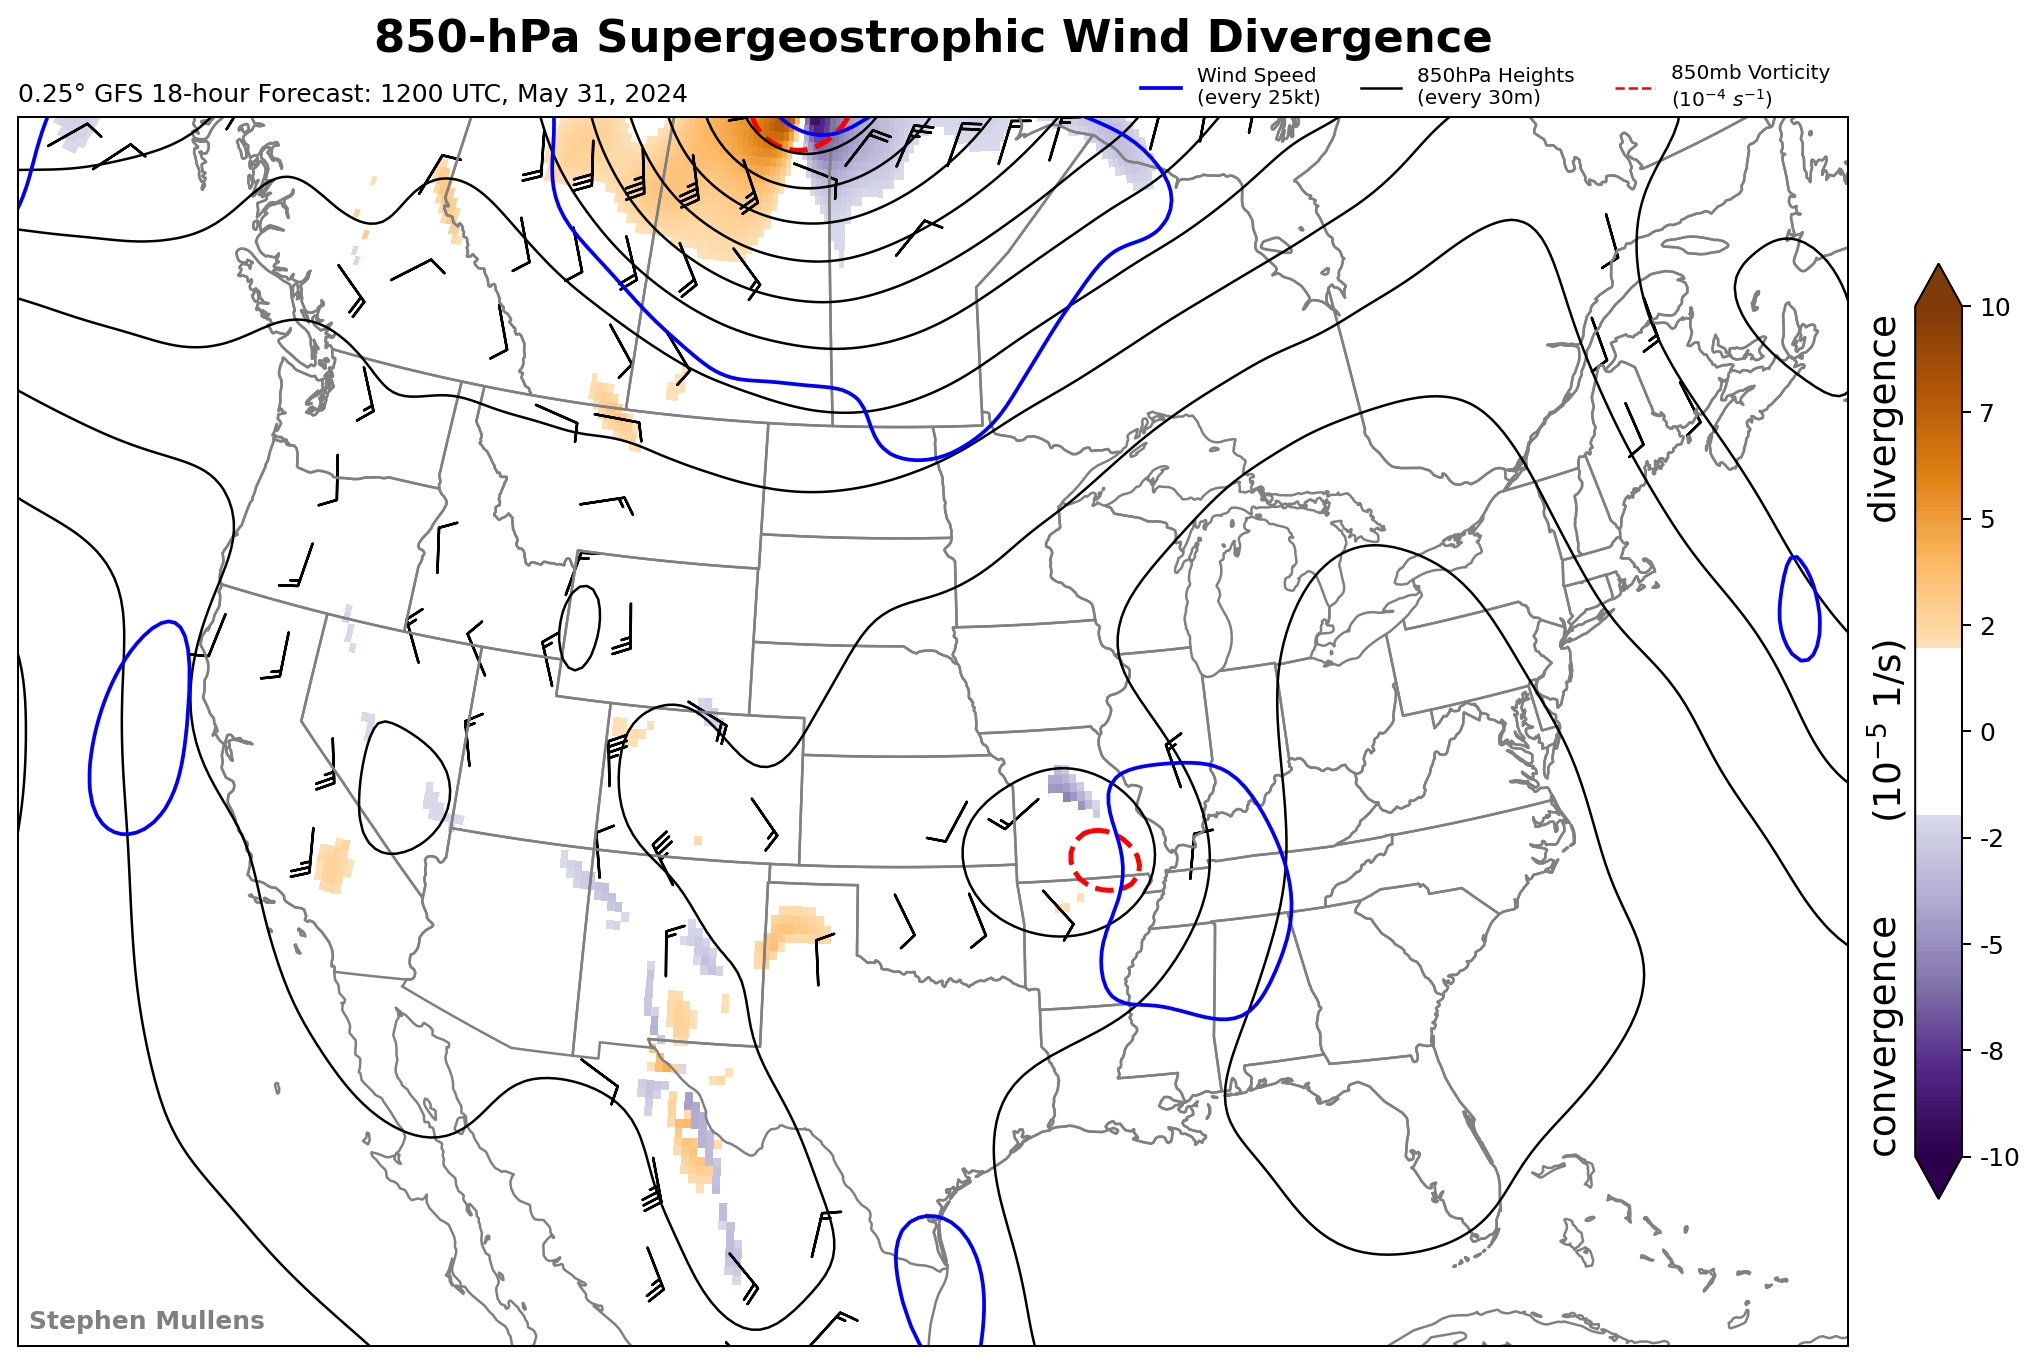 850-hPa Supergeostrophic Wind Divergence
0.25° GFS 18-hour Forecast: 1200 UTC, May 31, 2024
Wind Speed
(every 25kt)
850hPa Heights
(every 30m)
850mb Vorticity
(10⁻⁴ s⁻¹)
10
7
5
2
0
-2
-5
-8
-10
convergence (10⁻⁵ 1/s) divergence
Stephen Mullens